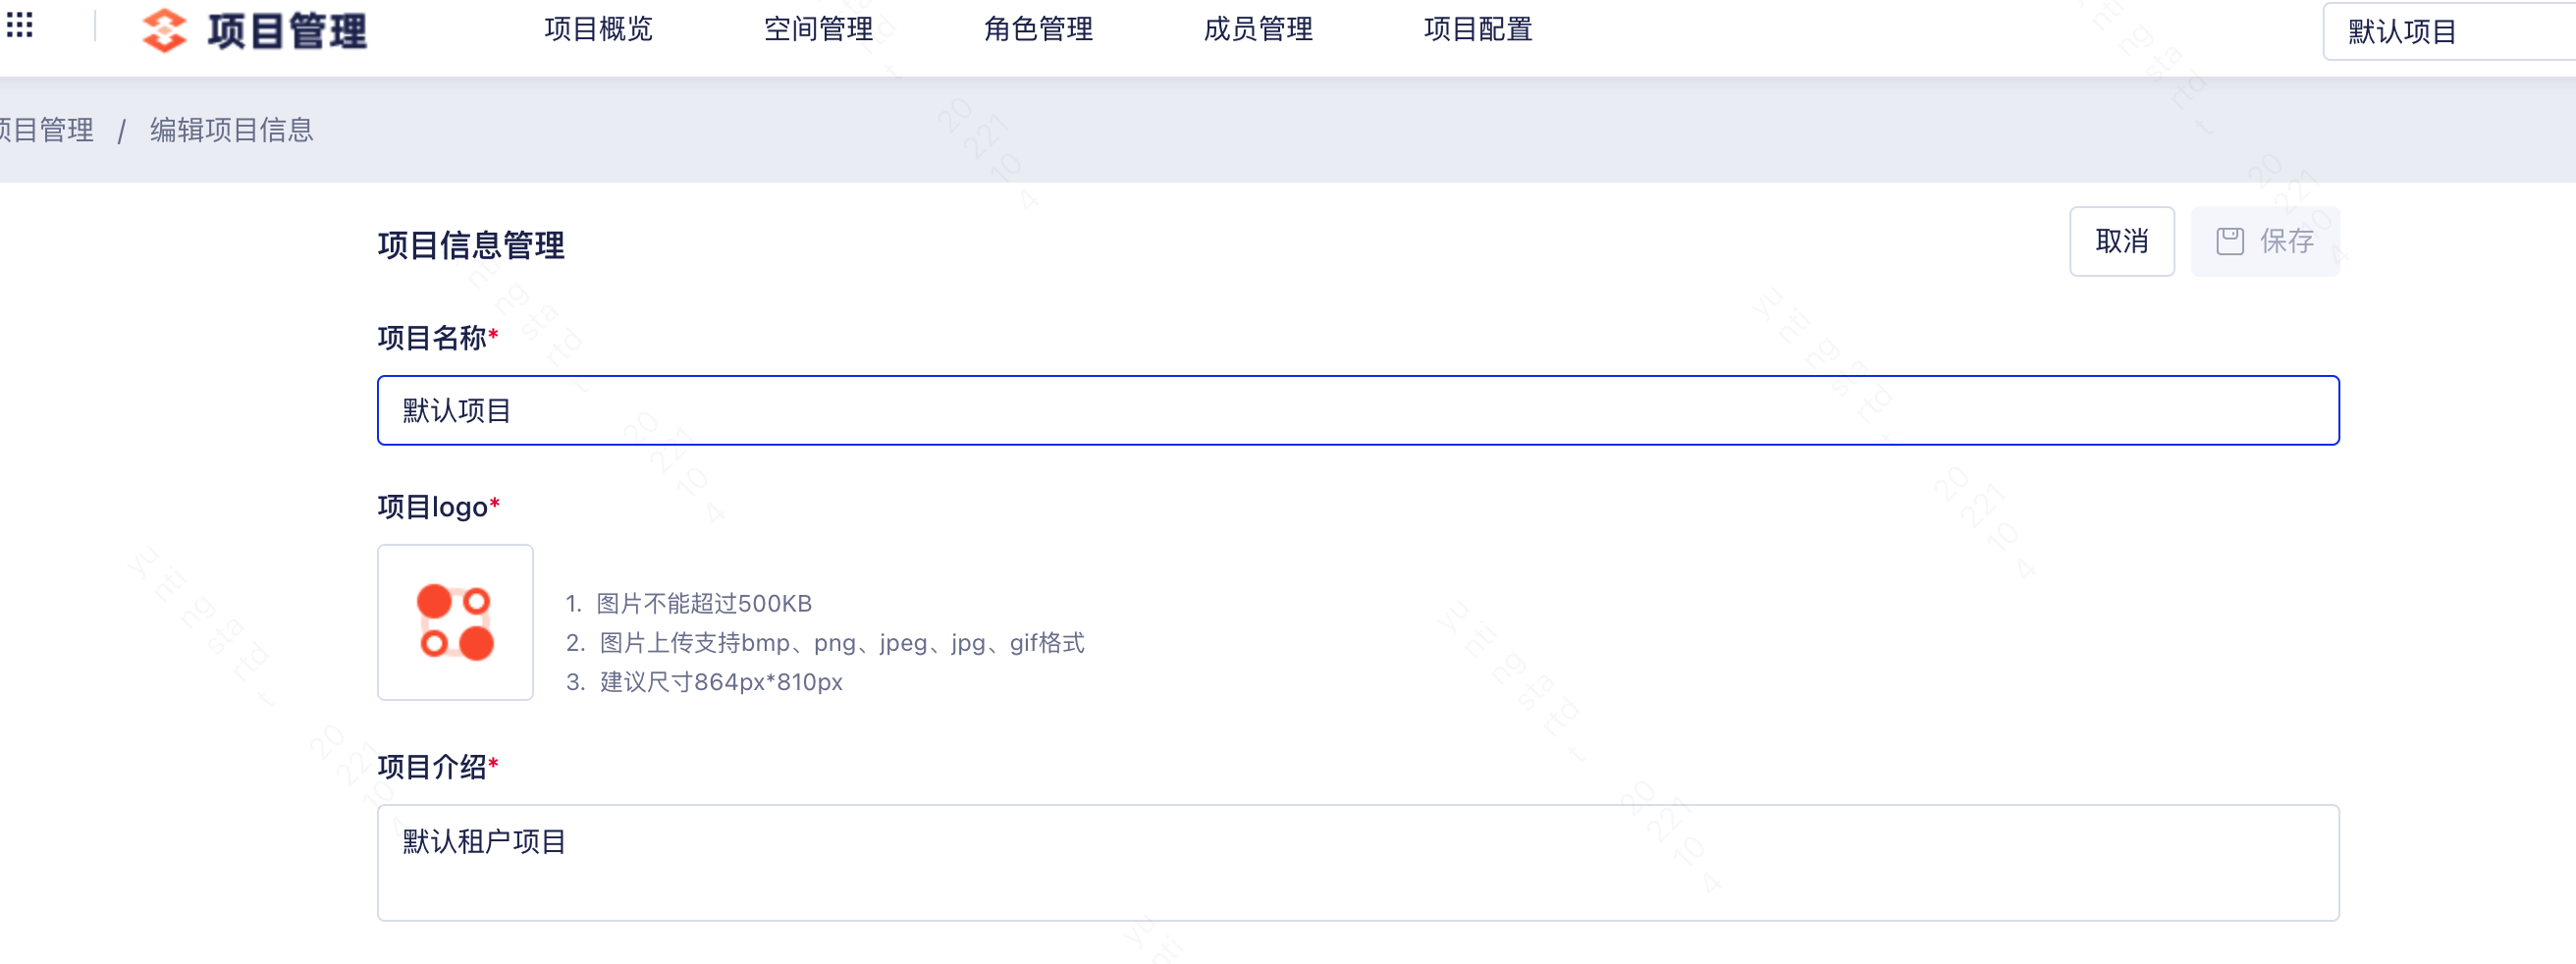 项目管理 项目概览 空间管理 角色管理 成员管理 项目配置 默认项目
项目管理 / 编辑项目信息
项目信息管理 取消 保存
项目名称*
默认项目
项目logo*
1. 图片不能超过500KB
2. 图片上传支持bmp、png、jpeg、jpg、gif格式
3. 建议尺寸864px*810px
项目介绍*
默认租户项目